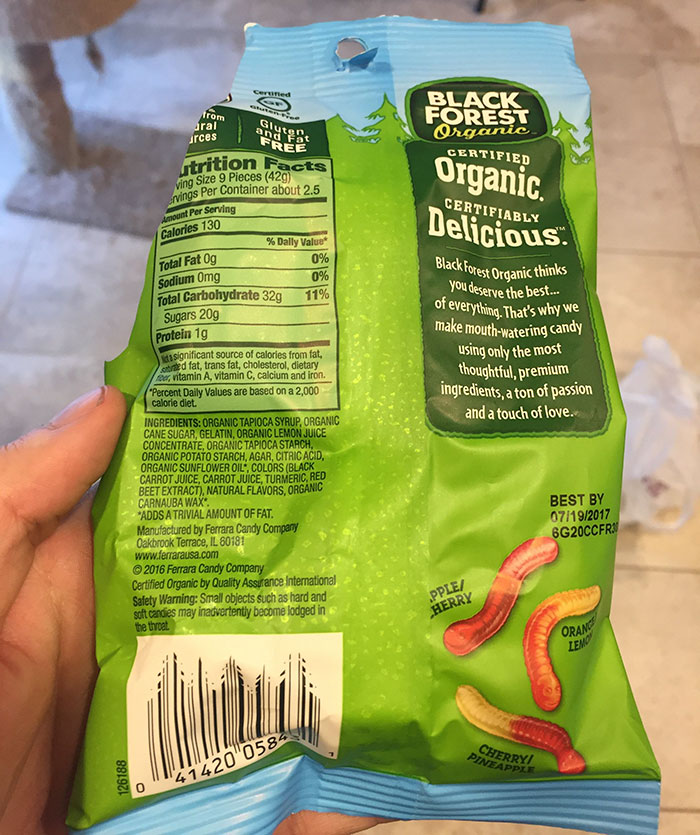 Certified
GF
Gluten-Free
from
Gluten
and Fat
FREE
BLACK
FOREST
Organic
CERTIFIED
Organic.
CERTIFIABLY
Delicious.™
Black Forest Organic thinks
you deserve the best...
of everything. That's why we
make mouth-watering candy
using only the most
thoughtful, premium
ingredients, a ton of passion
and a touch of love.
utrition Facts
ving Size 9 Pieces (42g)
ervings Per Container about 2.5
Amount Per Serving
Calories 130
% Daily Value*
Total Fat 0g 0%
Sodium 0mg 0%
Total Carbohydrate 32g 11%
Sugars 20g
Protein 1g
Not a significant source of calories from fat,
saturated fat, trans fat, cholesterol, dietary
fiber, vitamin A, vitamin C, calcium and iron.
*Percent Daily Values are based on a 2,000
calorie diet.
INGREDIENTS: ORGANIC TAPIOCA SYRUP, ORGANIC
CANE SUGAR, GELATIN, ORGANIC LEMON JUICE
CONCENTRATE, ORGANIC TAPIOCA STARCH,
ORGANIC POTATO STARCH, AGAR, CITRIC ACID,
ORGANIC SUNFLOWER OIL*, COLORS (BLACK
CARROT JUICE, CARROT JUICE, TURMERIC, RED
BEET EXTRACT), NATURAL FLAVORS, ORGANIC
CARNAUBA WAX*.
*ADDS A TRIVIAL AMOUNT OF FAT.
Manufactured by Ferrara Candy Company
Oakbrook Terrace, IL 60181
www.ferrarausa.com
© 2016 Ferrara Candy Company
Certified Organic by Quality Assurance International
Safety Warning: Small objects such as hard and
soft candies may inadvertently become lodged in
the throat.
BEST BY
07/19/2017
6G20CCFR3
PPLE/
HERRY
ORANGE
LEMO
CHERRY/
PINEAPPLE
126188
0 41420 0584